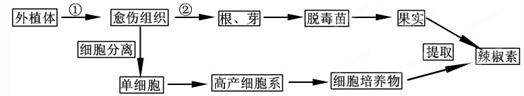 外植体 ① 愈伤组织 ② 根、芽 脱毒苗 果实
细胞分离 提取 辣椒素
单细胞 高产细胞系 细胞培养物